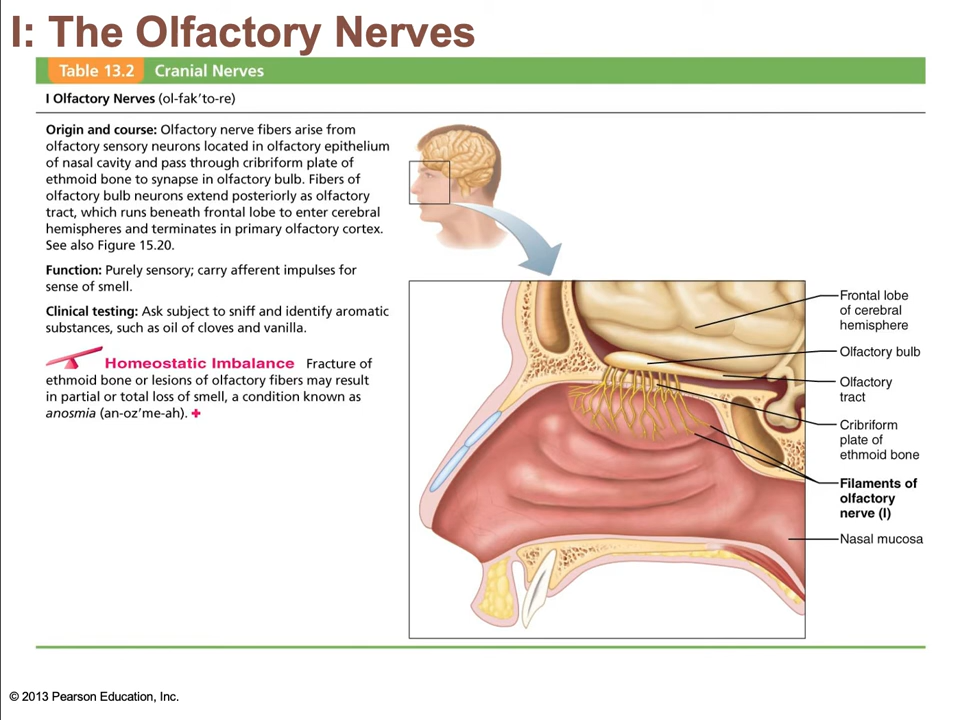 I: The Olfactory Nerves
Table 13.2 Cranial Nerves
I Olfactory Nerves (ol-fak′to-re)
Origin and course: Olfactory nerve fibers arise from
olfactory sensory neurons located in olfactory epithelium
of nasal cavity and pass through cribriform plate of
ethmoid bone to synapse in olfactory bulb. Fibers of
olfactory bulb neurons extend posteriorly as olfactory
tract, which runs beneath frontal lobe to enter cerebral
hemispheres and terminates in primary olfactory cortex.
See also Figure 15.20.
Function: Purely sensory; carry afferent impulses for
sense of smell.
Clinical testing: Ask subject to sniff and identify aromatic
substances, such as oil of cloves and vanilla.
Homeostatic Imbalance Fracture of
ethmoid bone or lesions of olfactory fibers may result
in partial or total loss of smell, a condition known as
anosmia (an-oz′me-ah). +
Frontal lobe
of cerebral
hemisphere
Olfactory bulb
Olfactory
tract
Cribriform
plate of
ethmoid bone
Filaments of
olfactory
nerve (I)
Nasal mucosa
© 2013 Pearson Education, Inc.